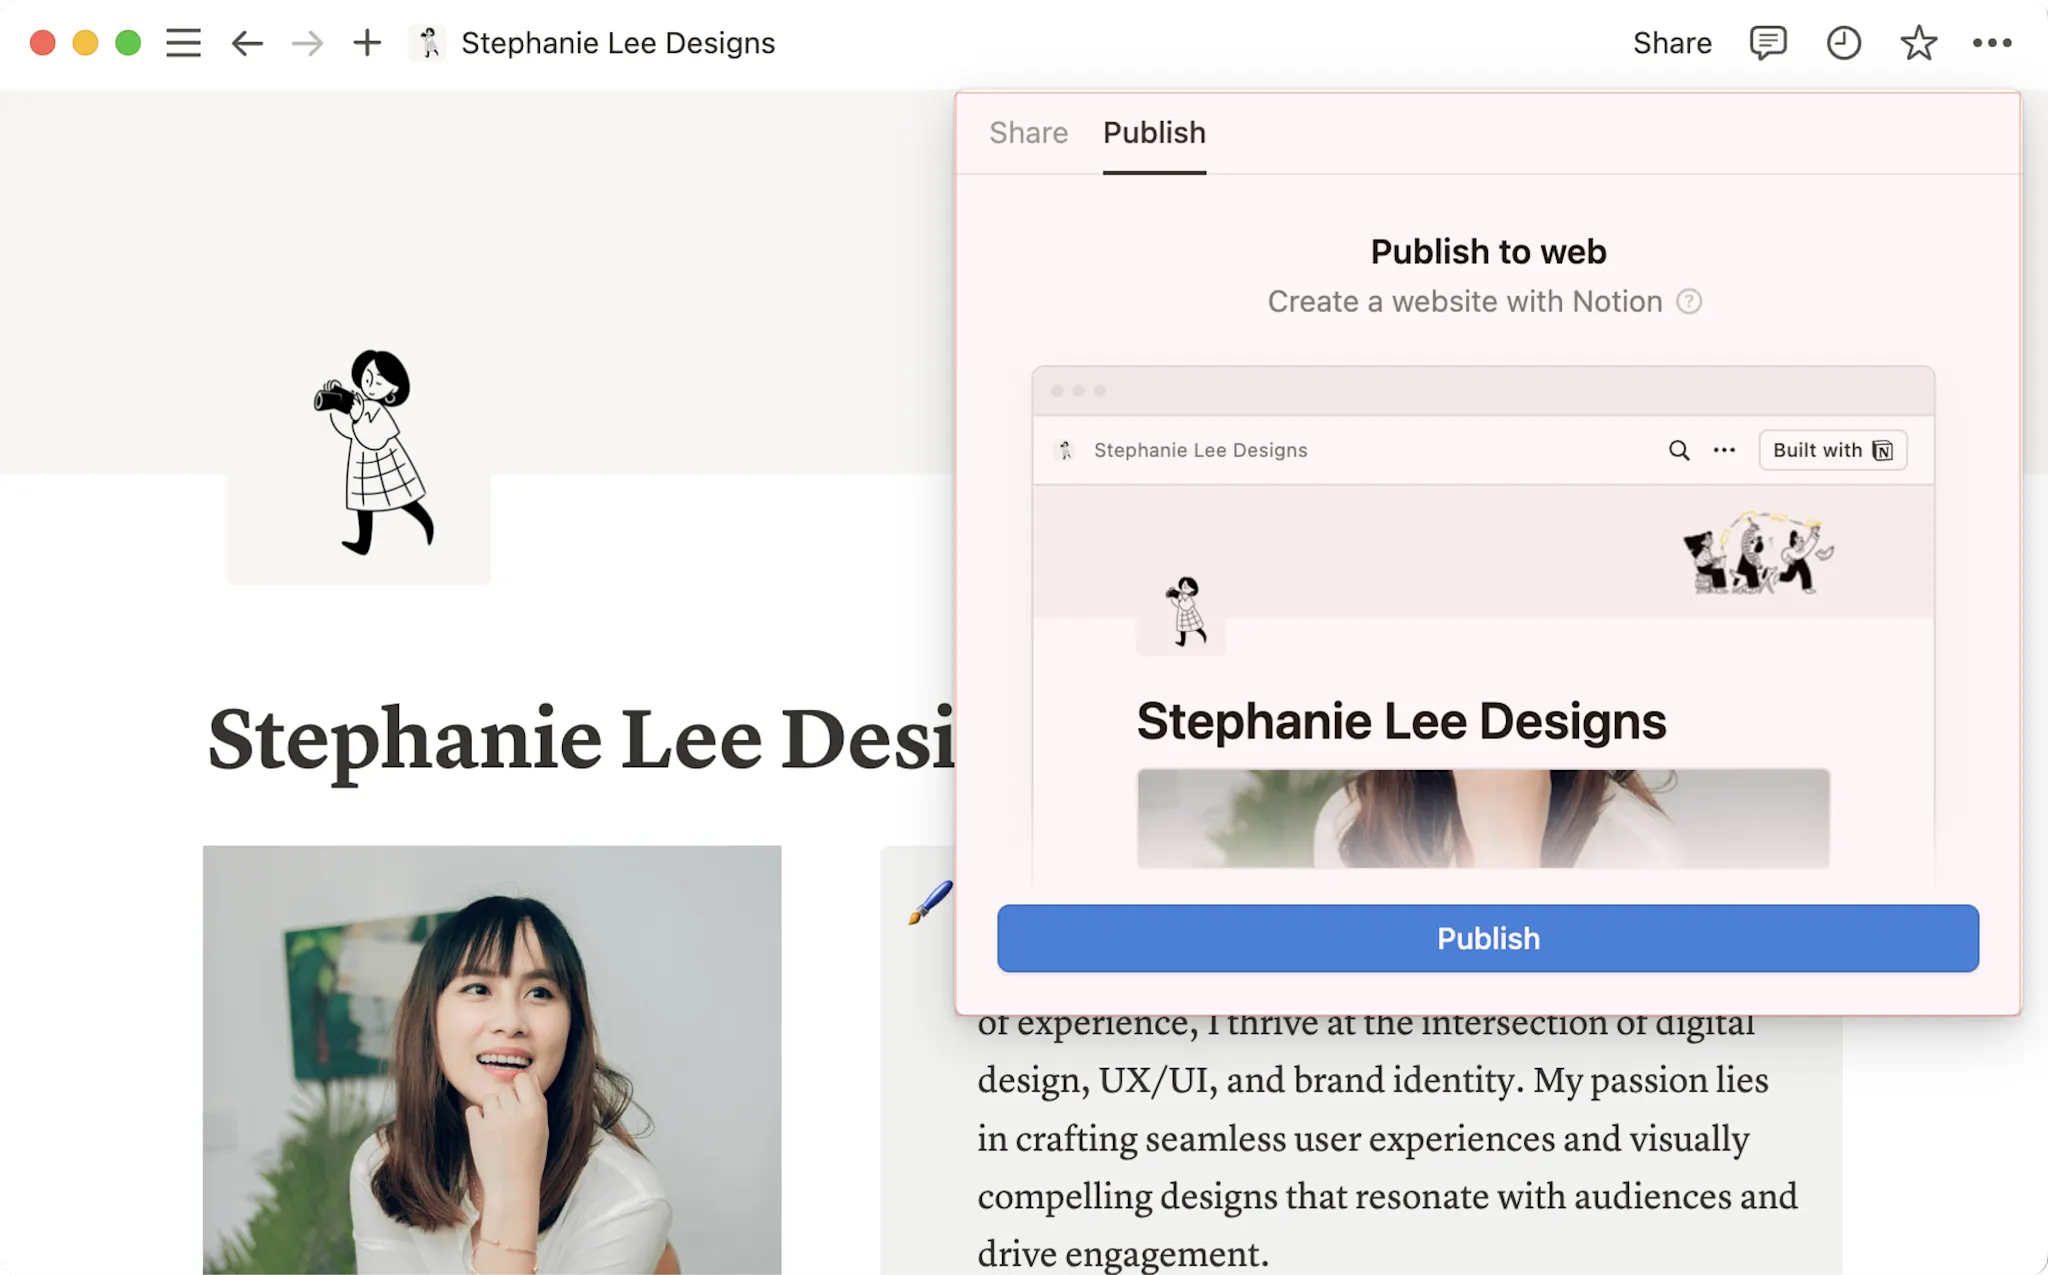 Stephanie Lee Designs
Share
Share Publish
Publish to web
Create a website with Notion ?
Stephanie Lee Designs
Built with N
Stephanie Lee Designs
Publish
Stephanie Lee Desi
of experience, I thrive at the intersection of digital
design, UX/UI, and brand identity. My passion lies
in crafting seamless user experiences and visually
compelling designs that resonate with audiences and
drive engagement.